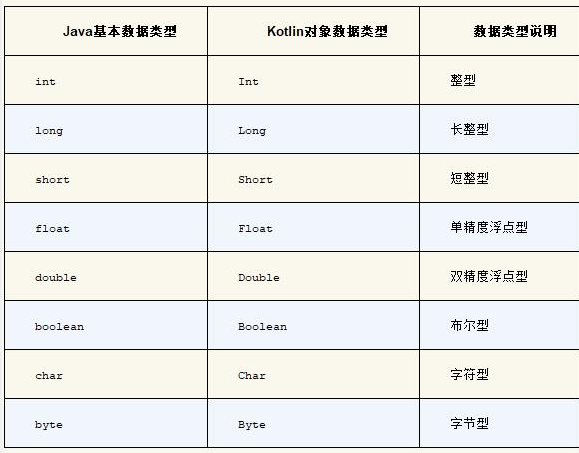 Java基本数据类型 Kotlin对象数据类型 数据类型说明
int Int 整型
long Long 长整型
short Short 短整型
float Float 单精度浮点型
double Double 双精度浮点型
boolean Boolean 布尔型
char Char 字符型
byte Byte 字节型